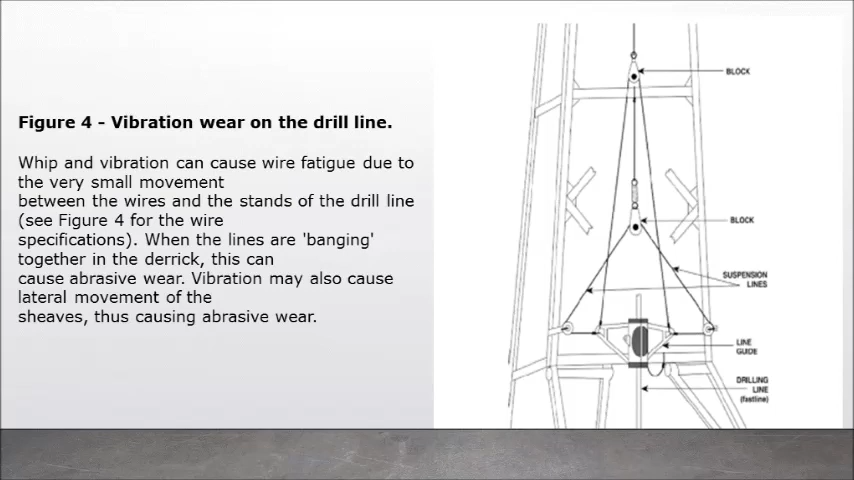 Figure 4 - Vibration wear on the drill line.
Whip and vibration can cause wire fatigue due to
the very small movement
between the wires and the stands of the drill line
(see Figure 4 for the wire
specifications). When the lines are 'banging'
together in the derrick, this can
cause abrasive wear. Vibration may also cause
lateral movement of the
sheaves, thus causing abrasive wear.
BLOCK
BLOCK
SUSPENSION
LINES
LINE
GUIDE
DRILLING
LINE
(fastline)